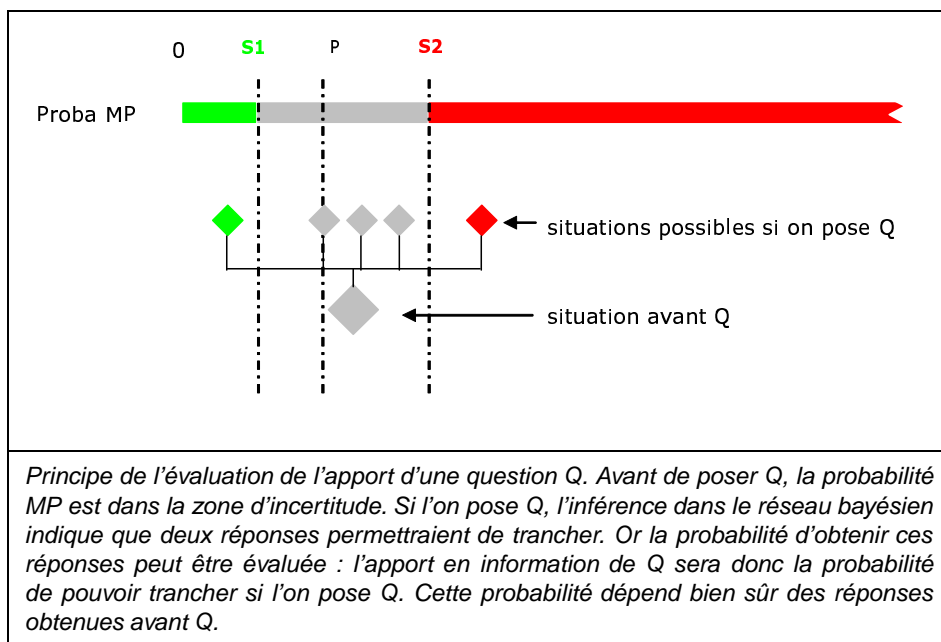 0 S1 P S2
Proba MP
situations possibles si on pose Q
situation avant Q
Principe de l'évaluation de l'apport d'une question Q. Avant de poser Q, la probabilité
MP est dans la zone d'incertitude. Si l'on pose Q, l'inférence dans le réseau bayésien
indique que deux réponses permettraient de trancher. Or la probabilité d'obtenir ces
réponses peut être évaluée : l'apport en information de Q sera donc la probabilité
de pouvoir trancher si l'on pose Q. Cette probabilité dépend bien sûr des réponses
obtenues avant Q.